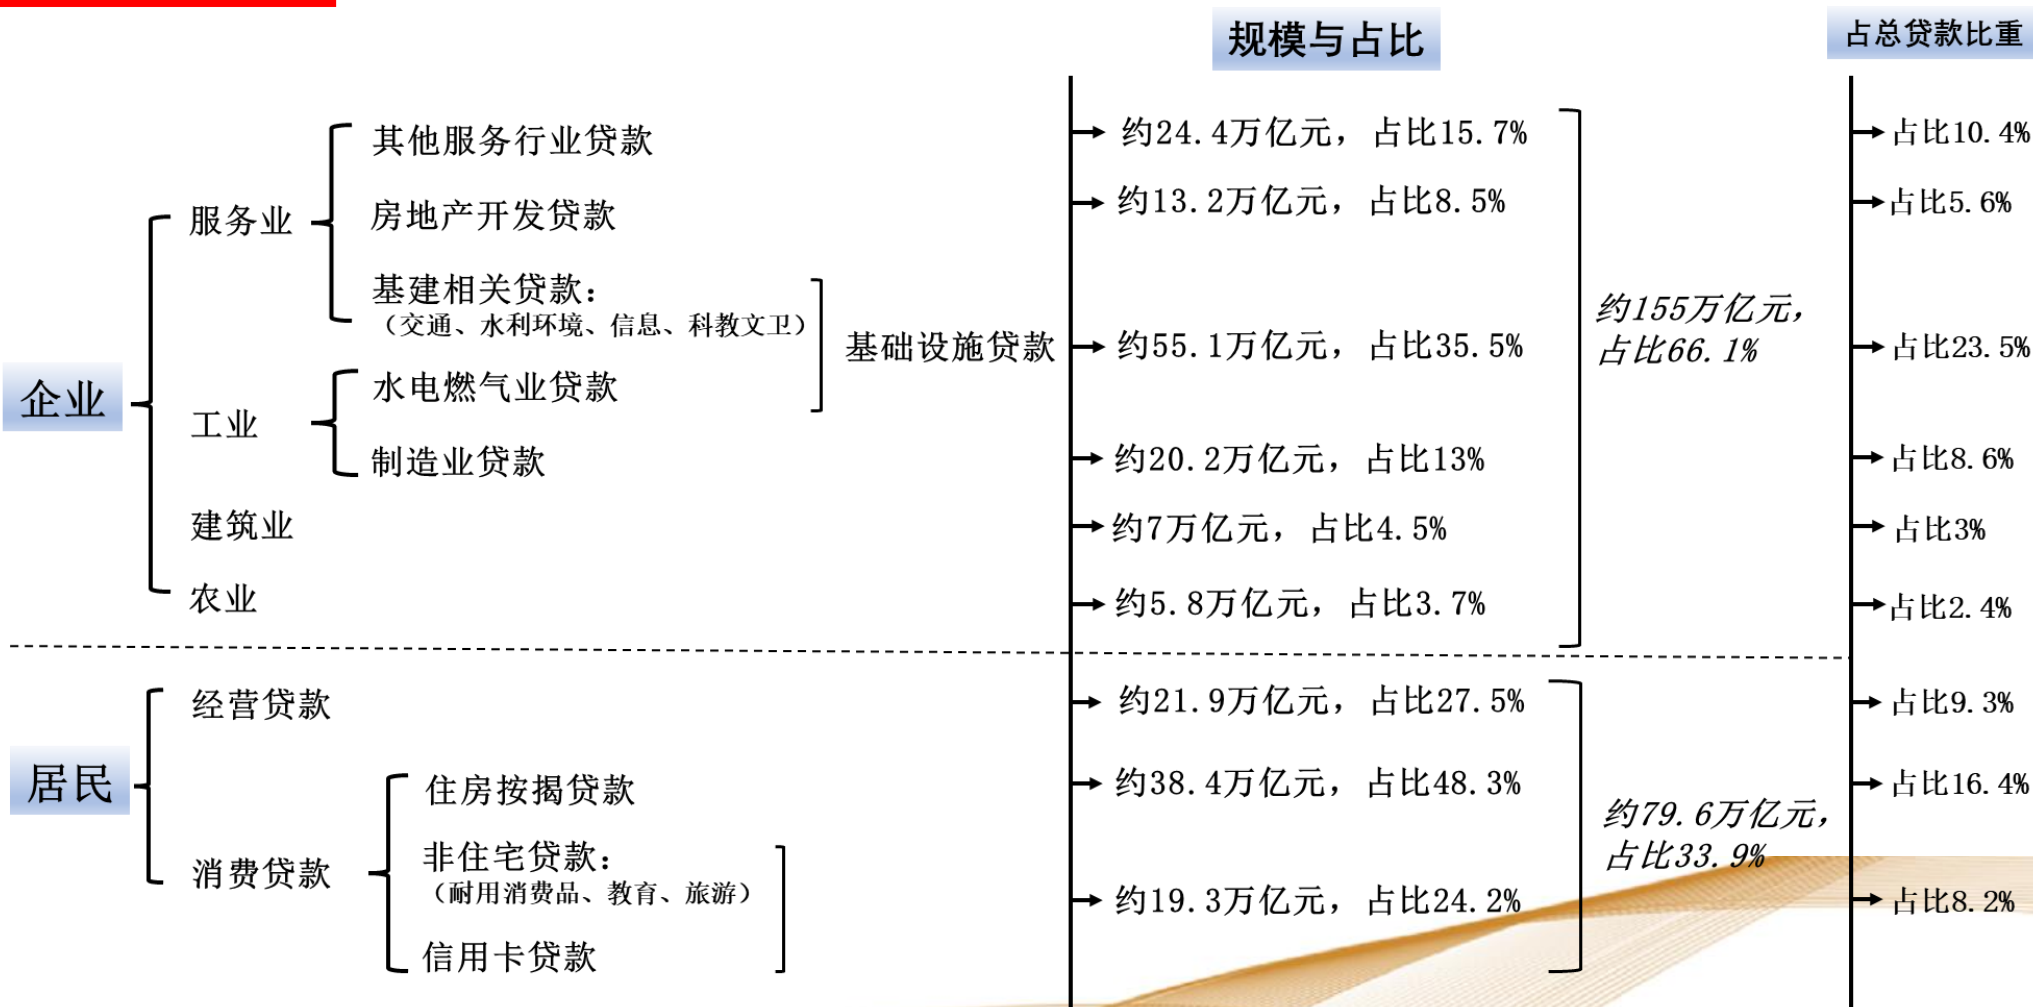 规模与占比
占总贷款比重
其他服务行业贷款
约24.4万亿元，占比15.7%
占比10.4%
服务业
房地产开发贷款
约13.2万亿元，占比8.5%
占比5.6%
基建相关贷款：
（交通、水利环境、信息、科教文卫）
基础设施贷款
约55.1万亿元，占比35.5%
约155万亿元，
占比66.1%
占比23.5%
企业
工业
水电燃气业贷款
制造业贷款
约20.2万亿元，占比13%
占比8.6%
建筑业
约7万亿元，占比4.5%
占比3%
农业
约5.8万亿元，占比3.7%
占比2.4%
经营贷款
约21.9万亿元，占比27.5%
占比9.3%
居民
住房按揭贷款
约38.4万亿元，占比48.3%
占比16.4%
约79.6万亿元，
占比33.9%
消费贷款
非住宅贷款：
（耐用消费品、教育、旅游）
约19.3万亿元，占比24.2%
占比8.2%
信用卡贷款